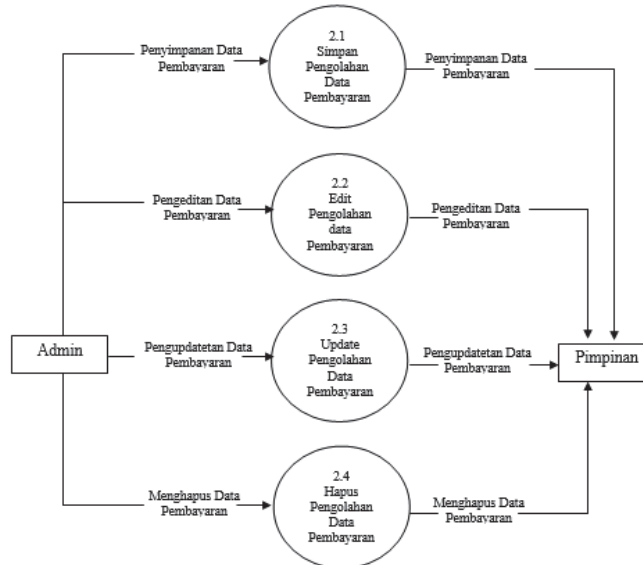 Penyimpanan Data
Pembayaran
2.1
Simpan
Pengolahan
Data
Pembayaran
Penyimpanan Data
Pembayaran
Pengeditan Data
Pembayaran
2.2
Edit
Pengolahan
data
Pembayaran
Pengeditan Data
Pembayaran
Admin
Pengupdatetan Data
Pembayaran
2.3
Update
Pengolahan
Data
Pembayaran
Pengupdatetan Data
Pembayaran
Pimpinan
Menghapus Data
Pembayaran
2.4
Hapus
Pengolahan
Data
Pembayaran
Menghapus Data
Pembayaran